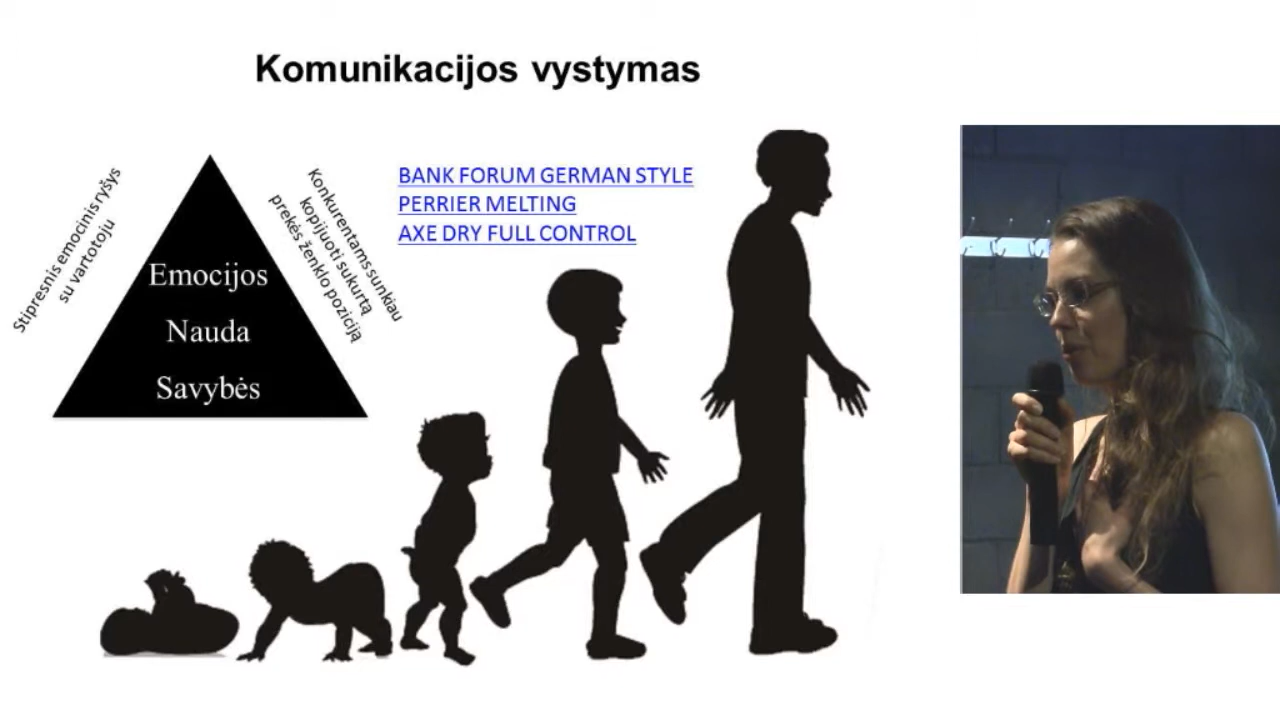 Komunikacijos vystymas
Stipresnis emocinis ryšys
su vartotoju
Emocijos
Nauda
Savybės
Konkurentams sunkiau
kopijuoti sukurtą
prekės ženklo poziciją
BANK FORUM GERMAN STYLE
PERRIER MELTING
AXE DRY FULL CONTROL